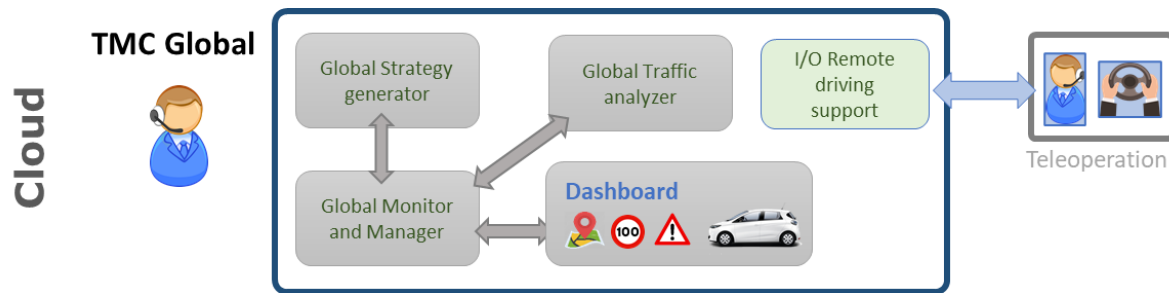 Cloud
TMC Global
Global Strategy
generator
Global Traffic
analyzer
I/O Remote
driving
support
Teleoperation
Global Monitor
and Manager
Dashboard
100